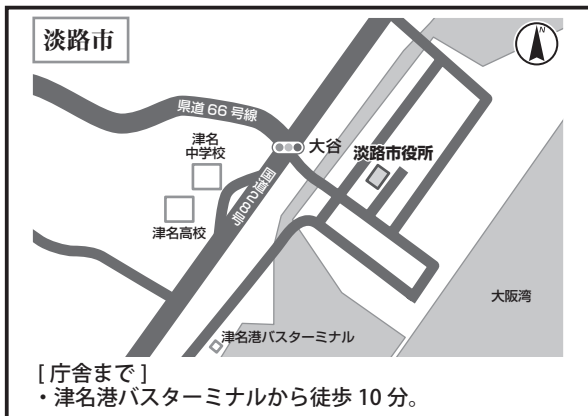 淡路市
N
県道66号線
津名
中学校
大谷
淡路市役所
国道28号
津名高校
大阪湾
津名港バスターミナル
[庁舎まで]
・津名港バスターミナルから徒歩 10 分。